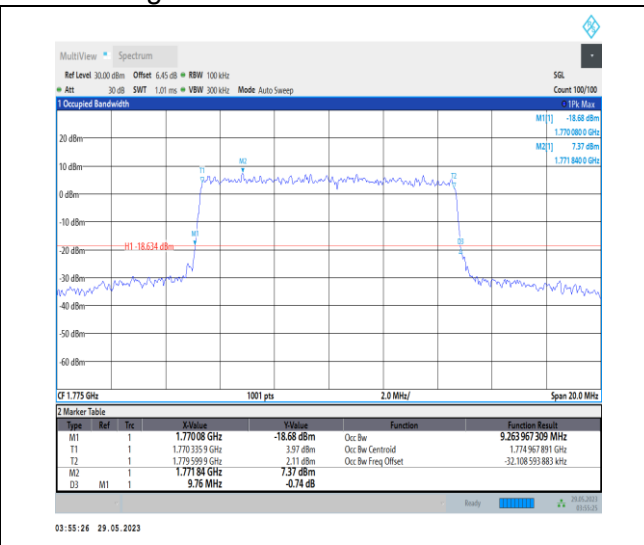 MultiView Spectrum
Ref Level 30.00 dBm Offset 6.45 dB RBW 100 kHz SGL
Att 30 dB SWT 1.01 ms VBW 300 kHz Mode Auto Sweep Count 100/100
1 Occupied Bandwidth 1Pk Max
M1[1] -18.68 dBm
1.770 080 0 GHz
M2[1] 7.37 dBm
1.771 840 0 GHz
20 dBm
10 dBm
T1 M2 T2
0 dBm
-10 dBm
M1
D3
H1 -18.634 dBm
-20 dBm
-30 dBm
-40 dBm
-50 dBm
-60 dBm
CF 1.775 GHz 1001 pts 2.0 MHz/ Span 20.0 MHz
2 Marker Table
Type Ref Trc X-Value Y-Value Function Function Result
M1 1 1.77008 GHz -18.68 dBm Occ Bw 9.263 967 309 MHz
T1 1 1.770 335 9 GHz 3.97 dBm Occ Bw Centroid 1.774 967 891 GHz
T2 1 1.779 599 9 GHz 2.11 dBm Occ Bw Freq Offset -32.108 593 883 kHz
M2 1 1.771 84 GHz 7.37 dBm
D3 M1 1 9.76 MHz -0.74 dB
Ready 29.05.2023
03:55:25
03:55:26 29.05.2023